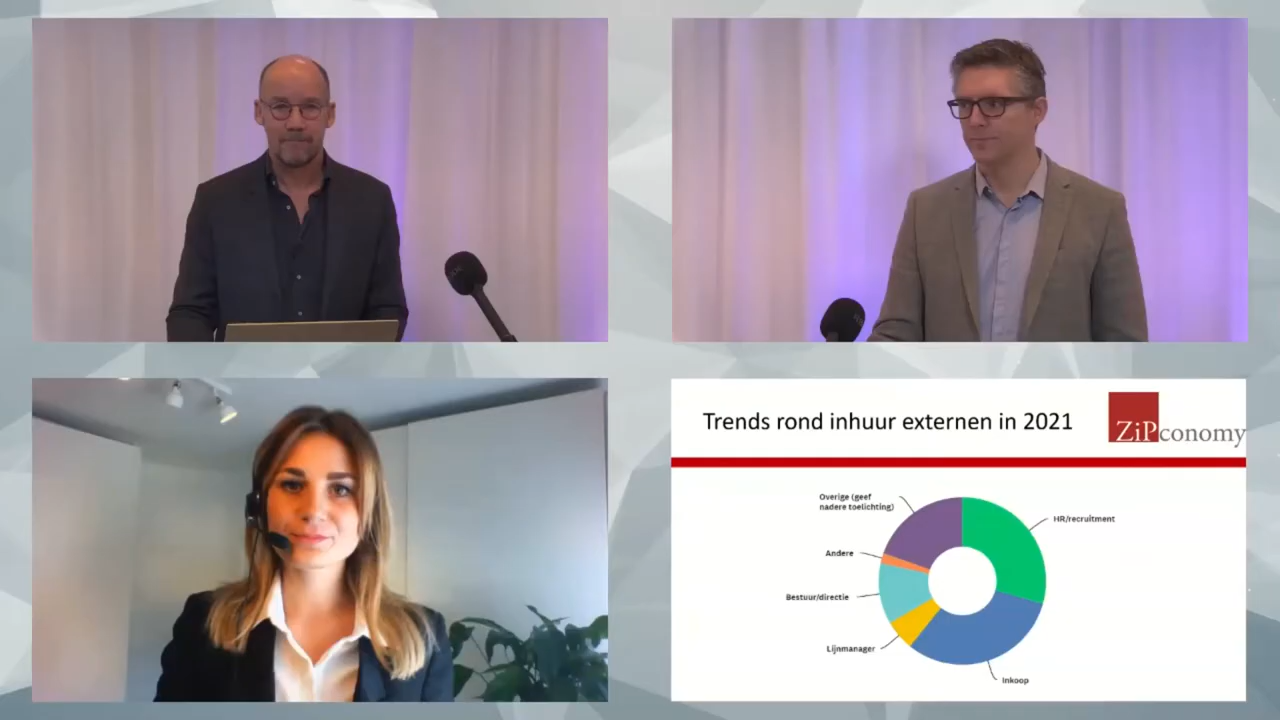 Trends rond inhuur externen in 2021
ZiPconomy
Overige (geef
nadere toelichting)
HR/recruitment
Andere
Bestuur/directie
Lijnmanager
Inkoop